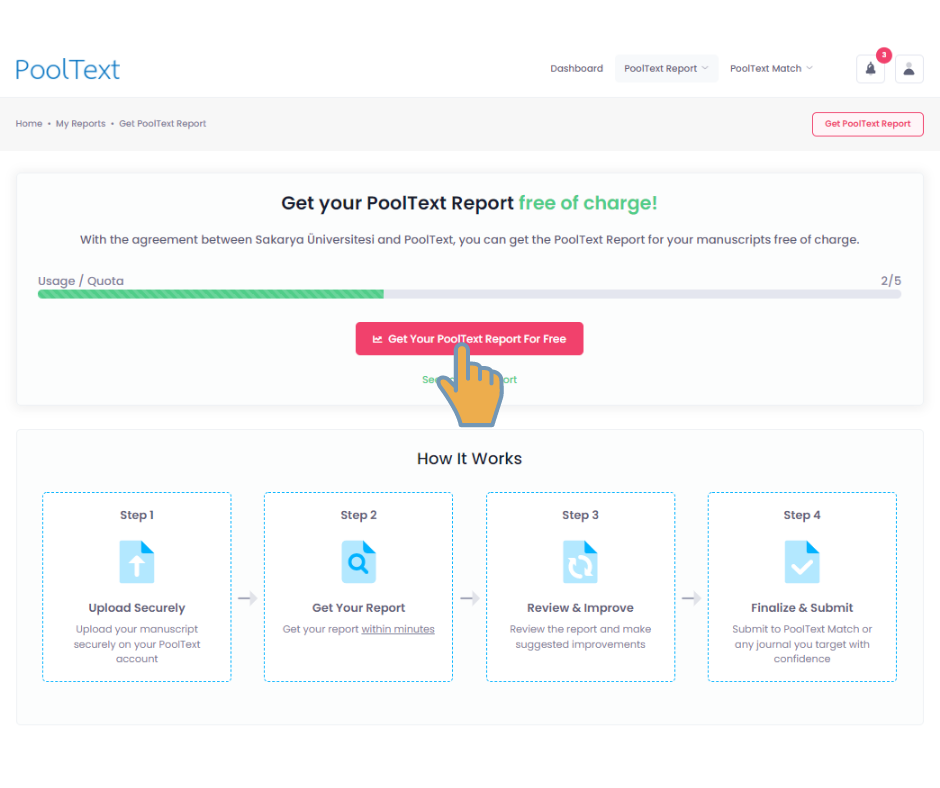 PoolText
Dashboard
PoolText Report
PoolText Match
3
Home • My Reports • Get PoolText Report
Get PoolText Report
Get your PoolText Report free of charge!
With the agreement between Sakarya Üniversitesi and PoolText, you can get the PoolText Report for your manuscripts free of charge.
Usage / Quota
2/5
Get Your PoolText Report For Free
How It Works
Step 1
Upload Securely
Upload your manuscript
securely on your PoolText
account
Step 2
Get Your Report
Get your report within minutes
Step 3
Review & Improve
Review the report and make
suggested improvements
Step 4
Finalize & Submit
Submit to PoolText Match or
any journal you target with
confidence